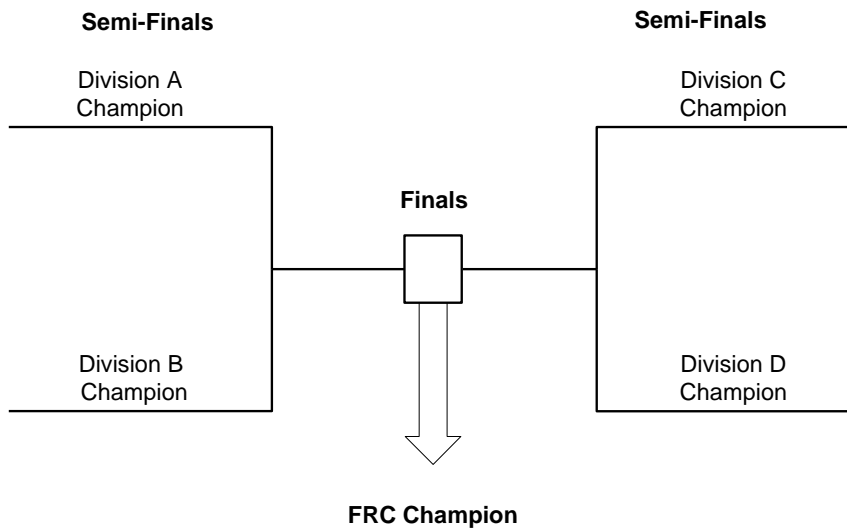 Semi-Finals
Semi-Finals
Division A
Champion
Division C
Champion
Finals
Division B
Champion
Division D
Champion
FRC Champion